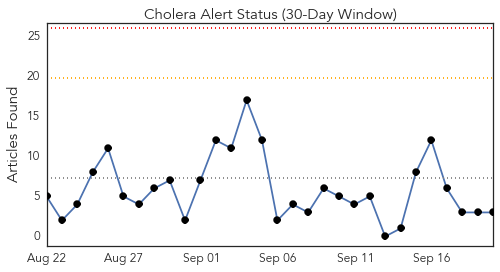 Cholera Alert Status (30-Day Window)
Articles Found
25
20
15
10
5
0
Aug 22 Aug 27 Sep 01 Sep 06 Sep 11 Sep 16